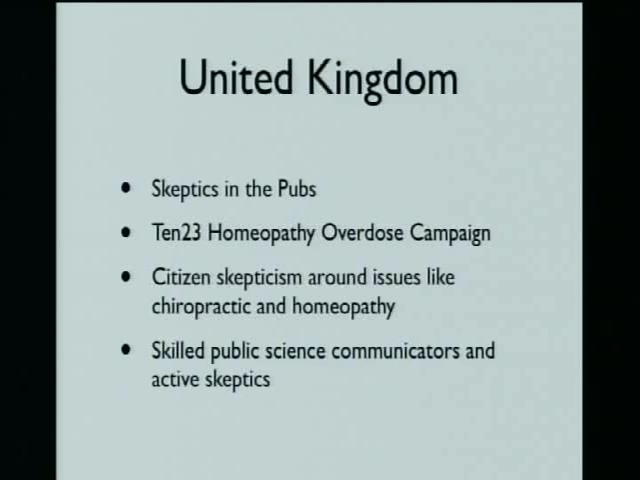 United Kingdom
• Skeptics in the Pubs
• Ten23 Homeopathy Overdose Campaign
• Citizen skepticism around issues like
chiropractic and homeopathy
• Skilled public science communicators and
active skeptics